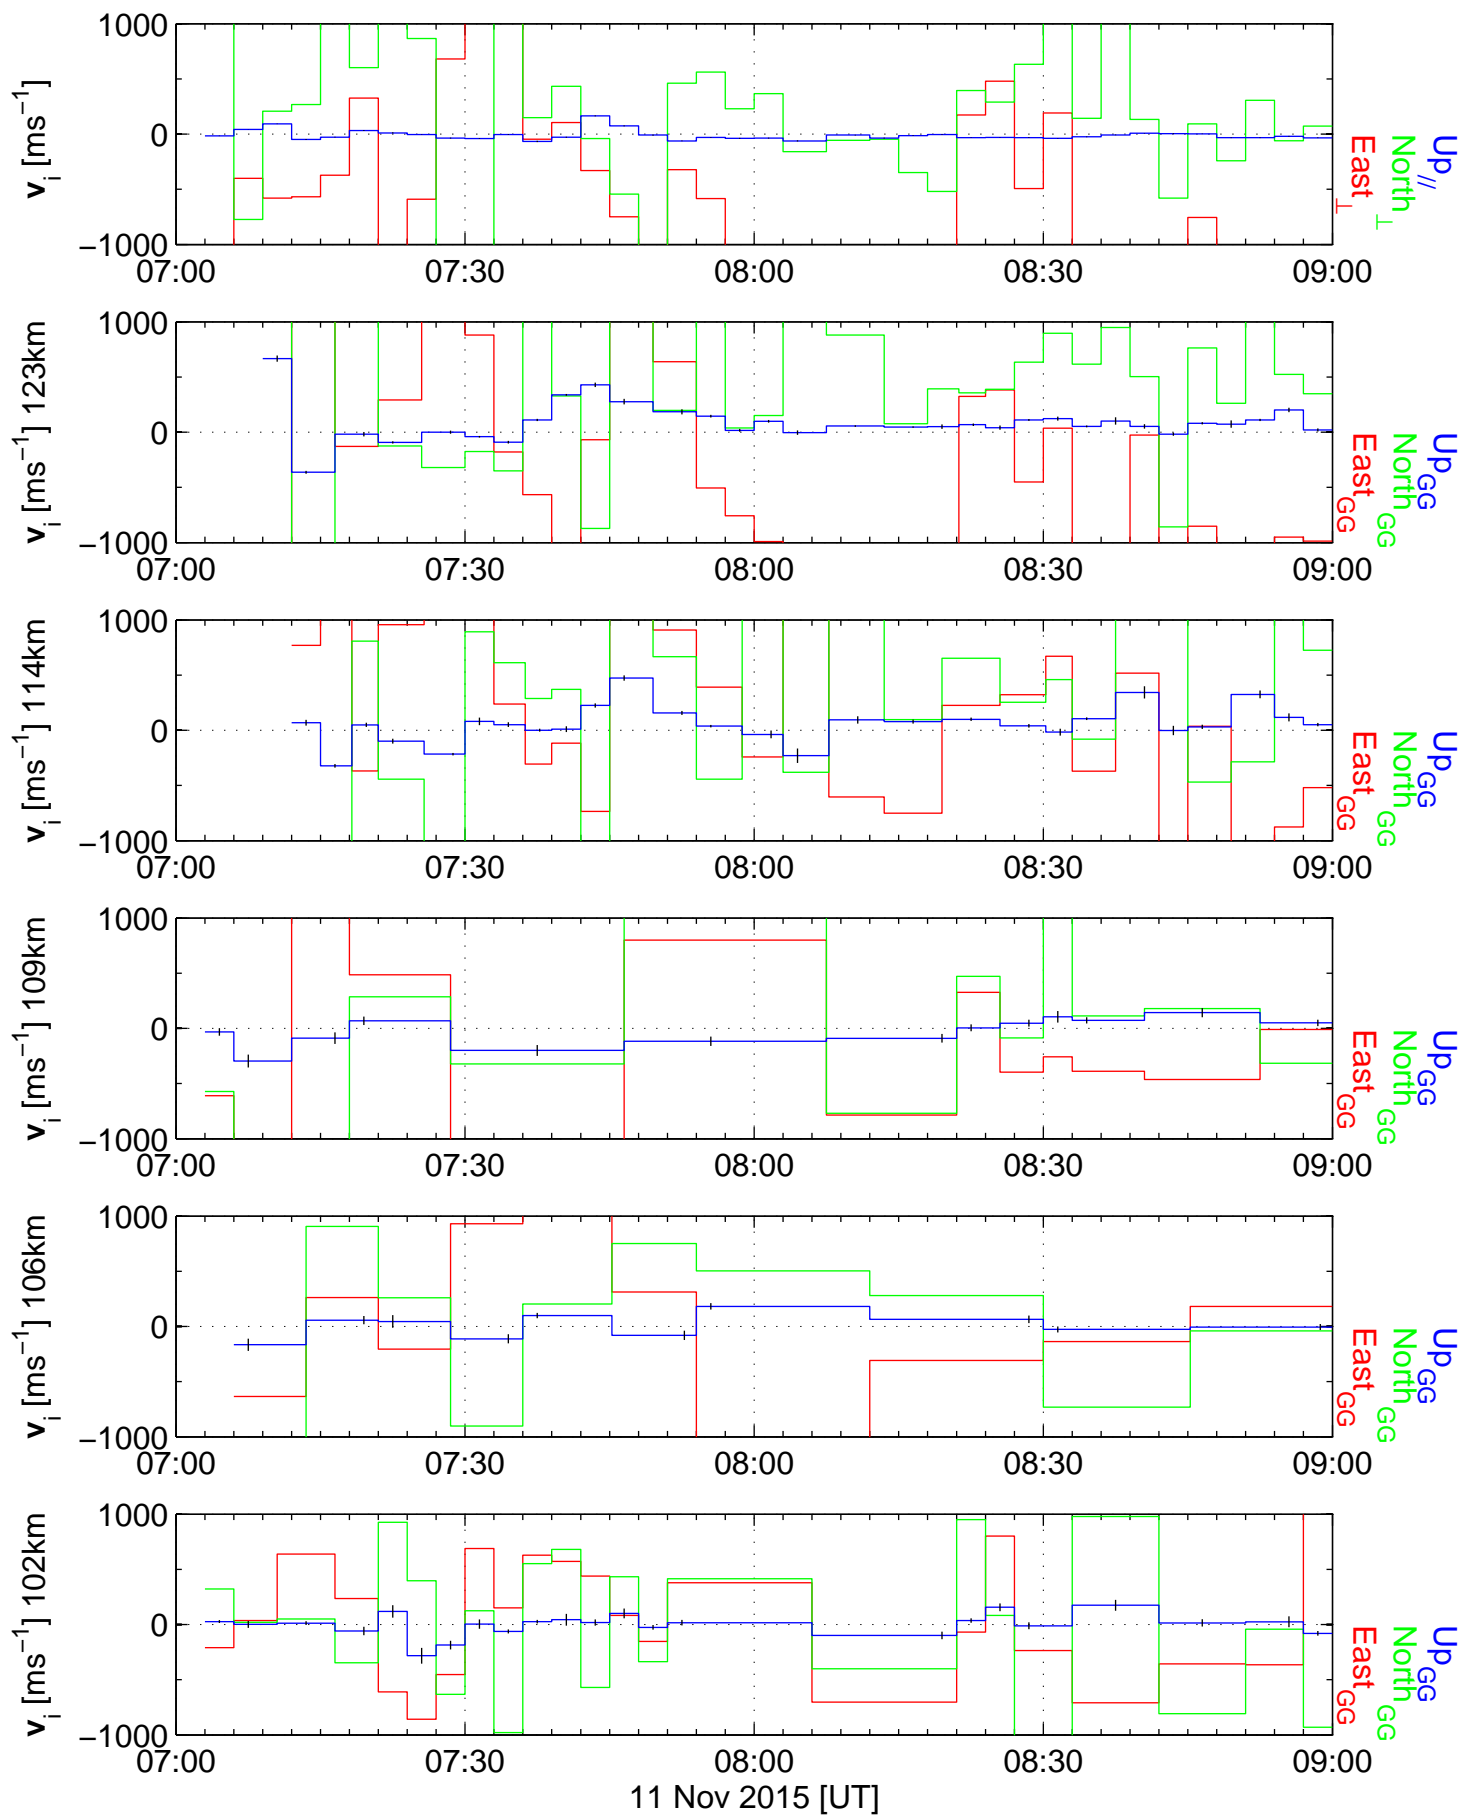 v_i [ms^−1]
1000
0
−1000
07:00 07:30 08:00 08:30 09:00
East_⊥
North_⊥
Up_//
v_i [ms^−1] 123km
1000
0
−1000
07:00 07:30 08:00 08:30 09:00
East_GG
North_GG
Up_GG
v_i [ms^−1] 114km
1000
0
−1000
07:00 07:30 08:00 08:30 09:00
East_GG
North_GG
Up_GG
v_i [ms^−1] 109km
1000
0
−1000
07:00 07:30 08:00 08:30 09:00
East_GG
North_GG
Up_GG
v_i [ms^−1] 106km
1000
0
−1000
07:00 07:30 08:00 08:30 09:00
East_GG
North_GG
Up_GG
v_i [ms^−1] 102km
1000
0
−1000
07:00 07:30 08:00 08:30 09:00
East_GG
North_GG
Up_GG
11 Nov 2015 [UT]